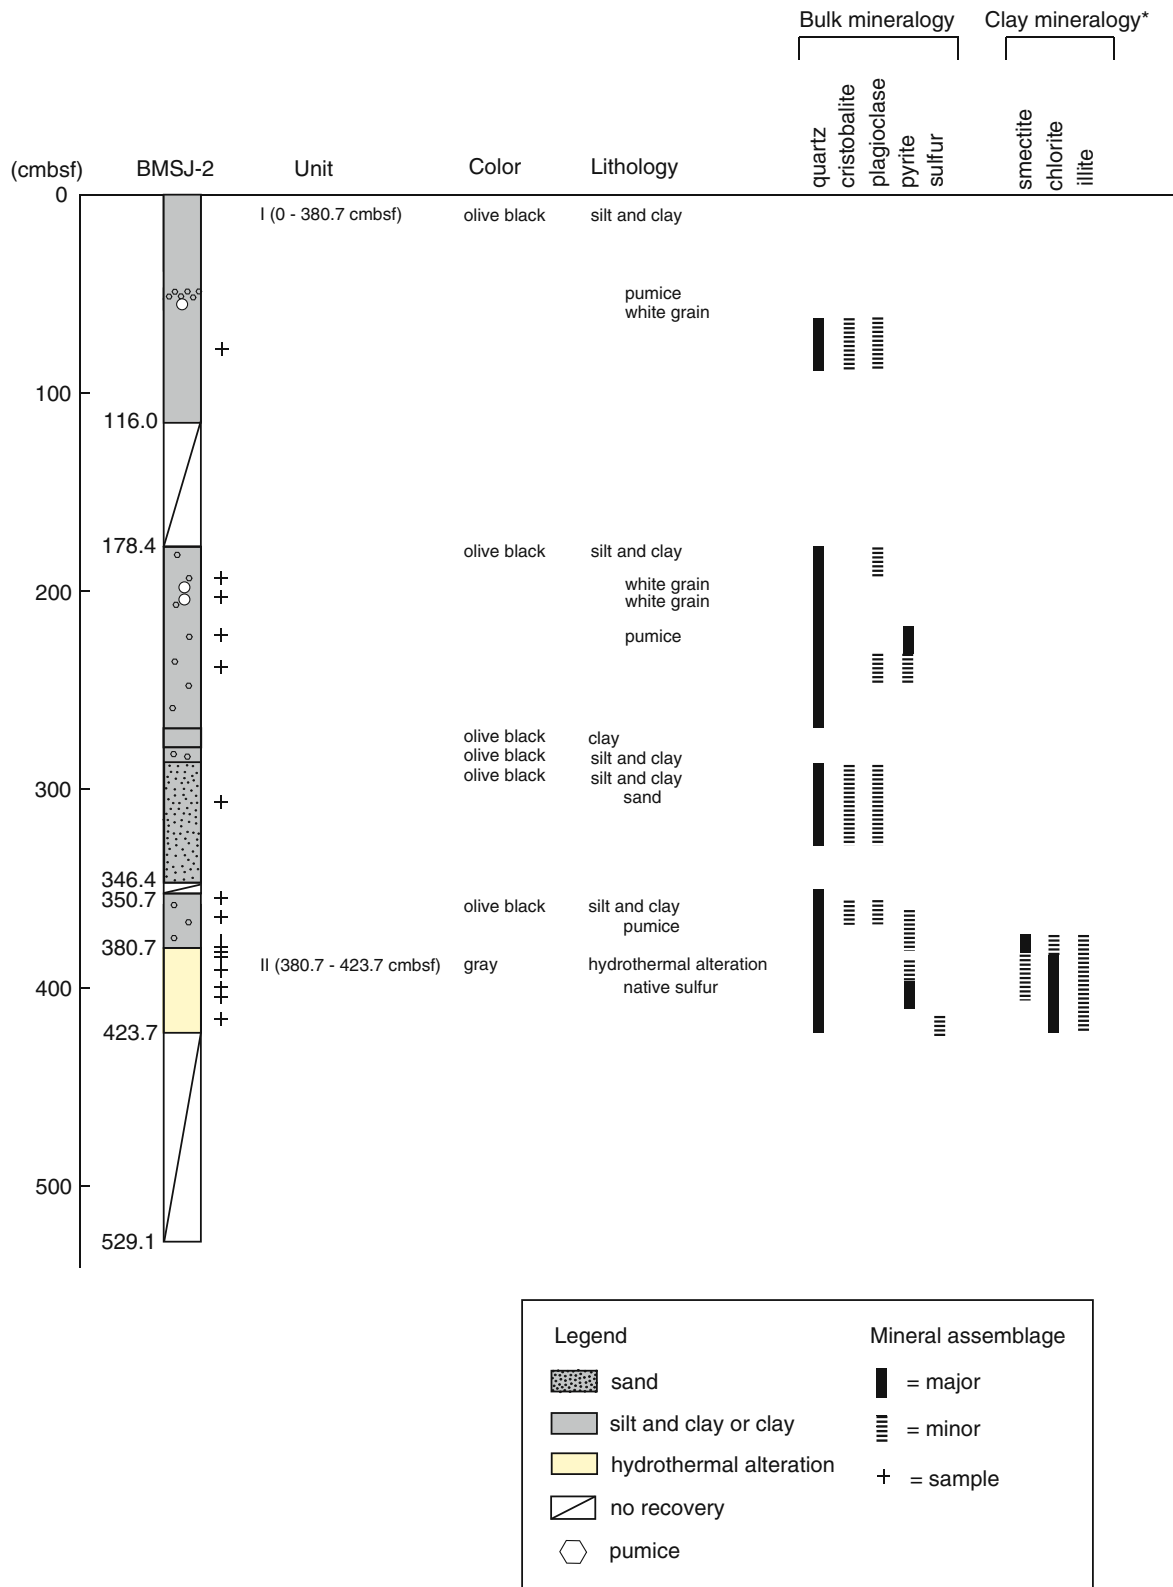 Bulk mineralogy Clay mineralogy*
quartz
cristobalite
plagioclase
pyrite
sulfur
smectite
chlorite
illite
(cmbsf) BMSJ-2 Unit Color Lithology
0
I (0 - 380.7 cmbsf) olive black silt and clay
pumice
white grain
100
116.0
178.4 olive black silt and clay
200 white grain
white grain
pumice
olive black clay
olive black silt and clay
olive black silt and clay
300 sand
346.4
350.7 olive black silt and clay
pumice
380.7
II (380.7 - 423.7 cmbsf) gray hydrothermal alteration
400 native sulfur
423.7
500
529.1
Legend Mineral assemblage
sand = major
silt and clay or clay = minor
hydrothermal alteration
+ = sample
no recovery
pumice